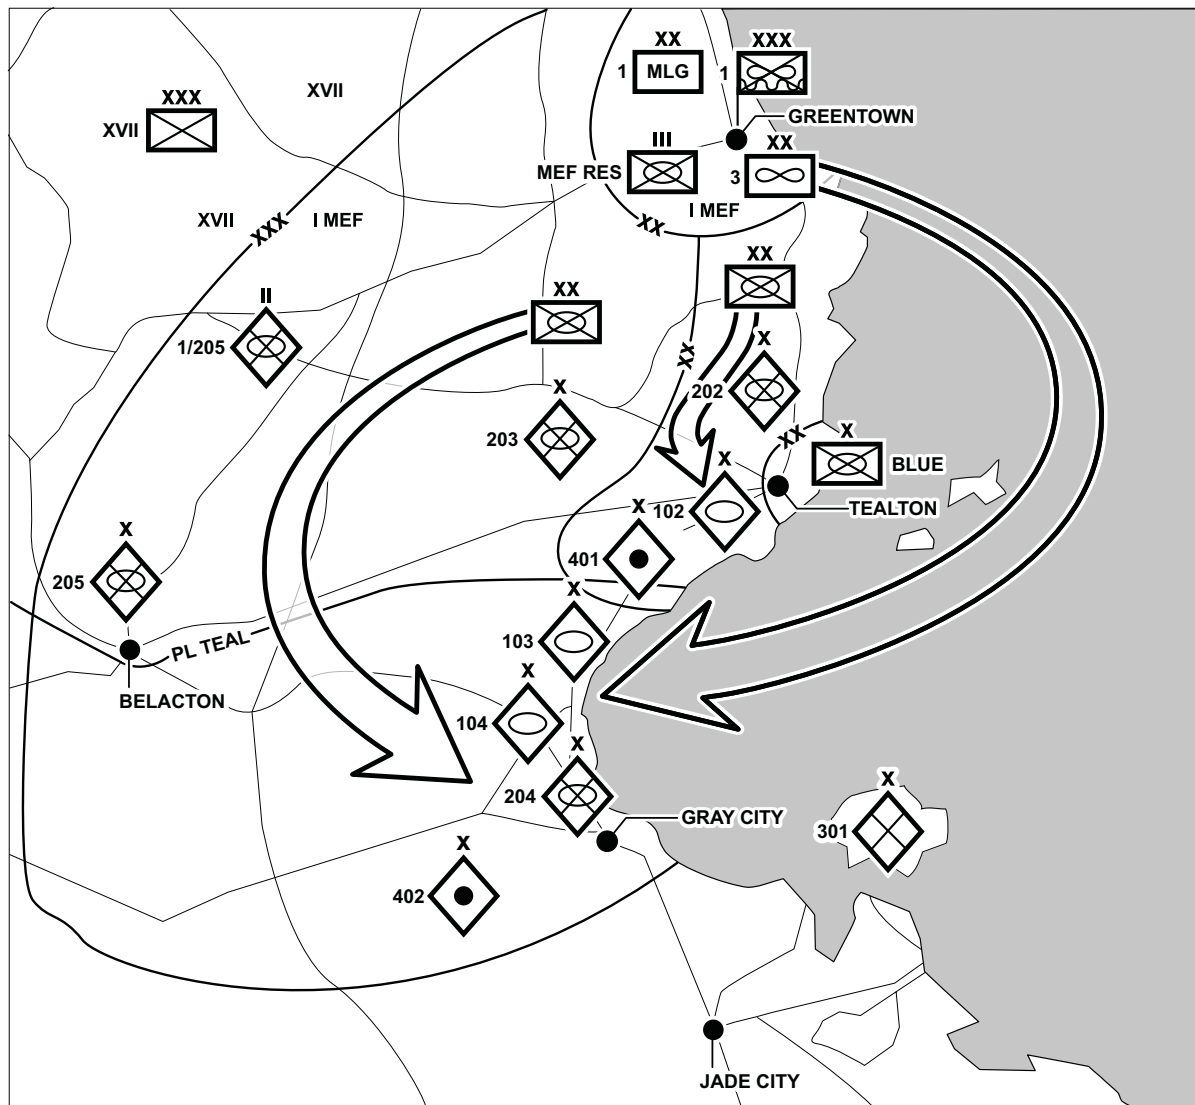 XX
XXX
1 MLG
1
XXX
XVII
XVII
GREENTOWN
III
XX
MEF RES
3
I MEF
XX
XVII
XXX
I MEF
XX
II
XX
1/205
X
XX
202
X
203
XX
X
BLUE
X
102
TEALTON
X
401
X
205
X
103
PL TEAL
BELACTON
X
104
X
204
GRAY CITY
X
301
X
402
JADE CITY